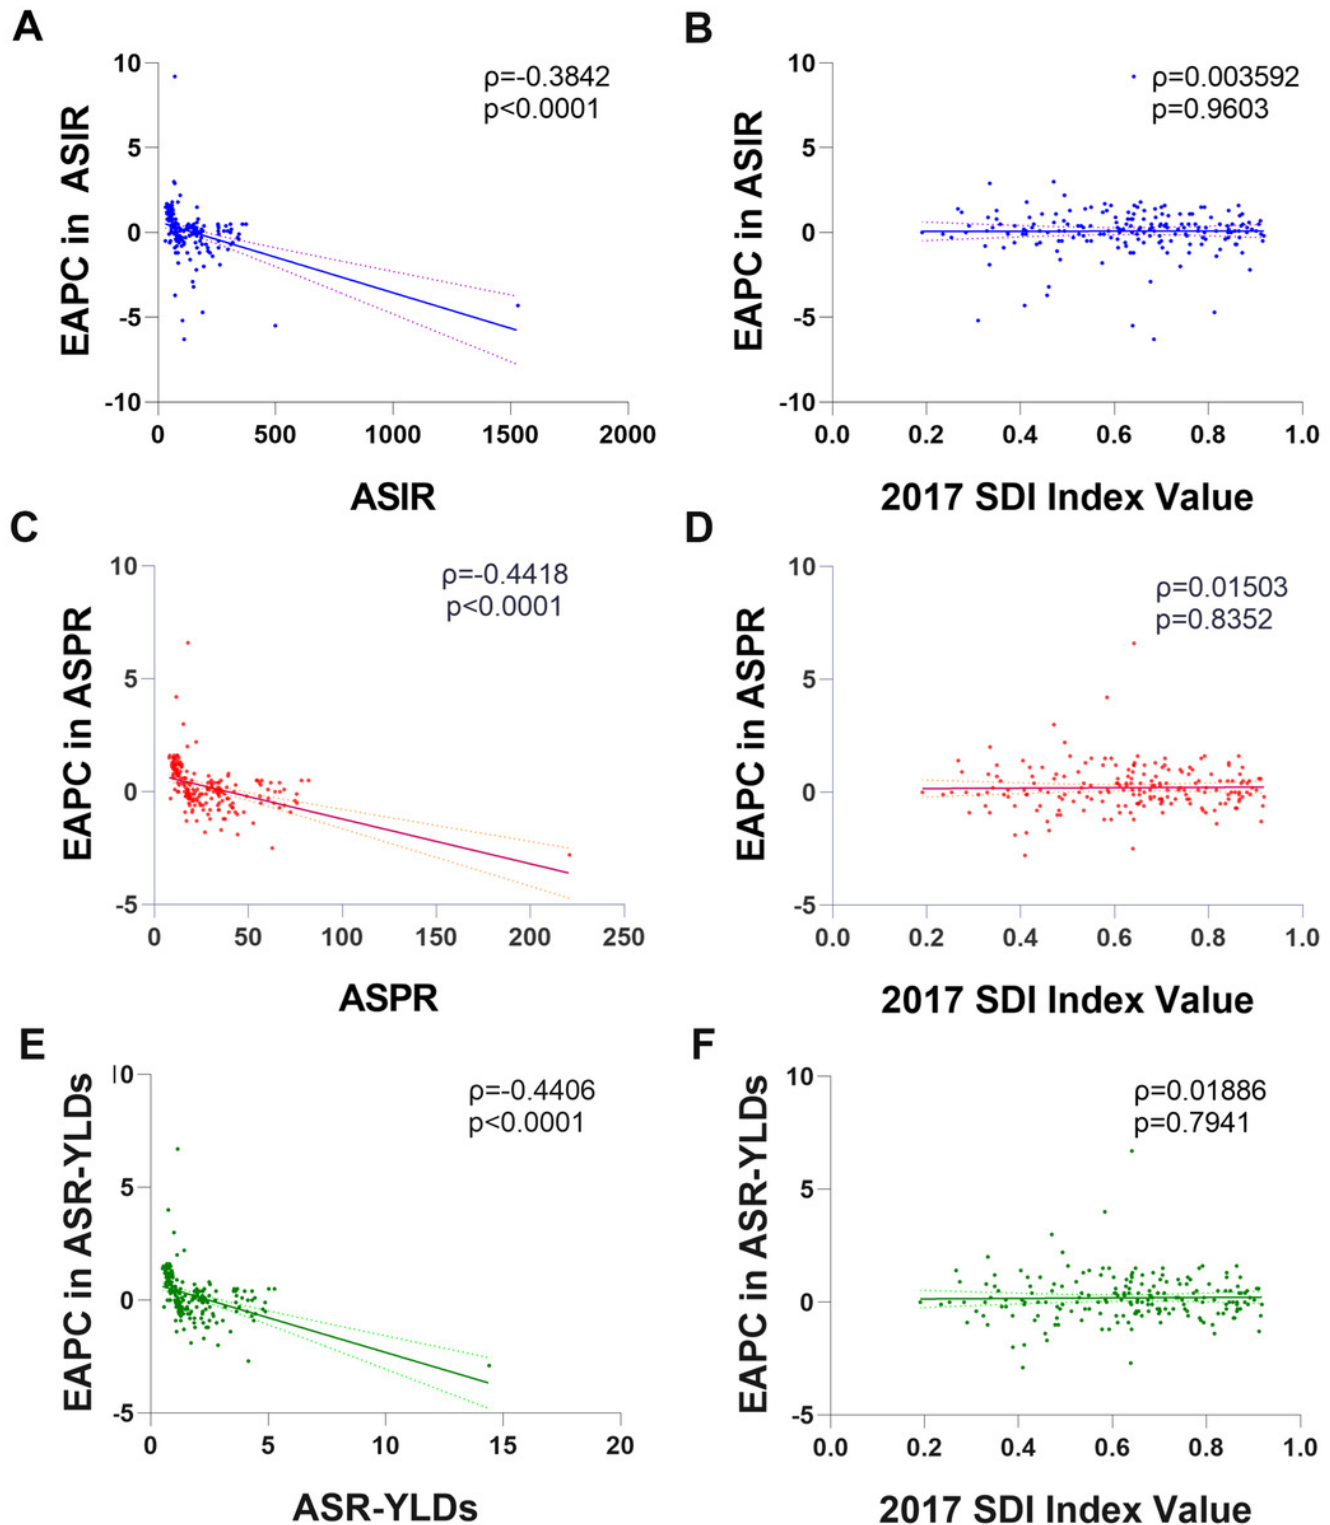 A
EAPC in ASIR
10
5
0
-5
-10
0
500
1000
1500
2000
ρ=-0.3842
p<0.0001
ASIR
B
EAPC in ASIR
10
5
0
-5
-10
0.0
0.2
0.4
0.6
0.8
1.0
ρ=0.003592
p=0.9603
2017 SDI Index Value
C
EAPC in ASPR
10
5
0
-5
0
50
100
150
200
250
ρ=-0.4418
p<0.0001
ASPR
D
EAPC in ASPR
10
5
0
-5
0.0
0.2
0.4
0.6
0.8
1.0
ρ=0.01503
p=0.8352
2017 SDI Index Value
E
EAPC in ASR-YLDs
10
5
0
-5
0
5
10
15
20
ρ=-0.4406
p<0.0001
ASR-YLDs
F
EAPC in ASR-YLDs
10
5
0
-5
0.0
0.2
0.4
0.6
0.8
1.0
ρ=0.01886
p=0.7941
2017 SDI Index Value